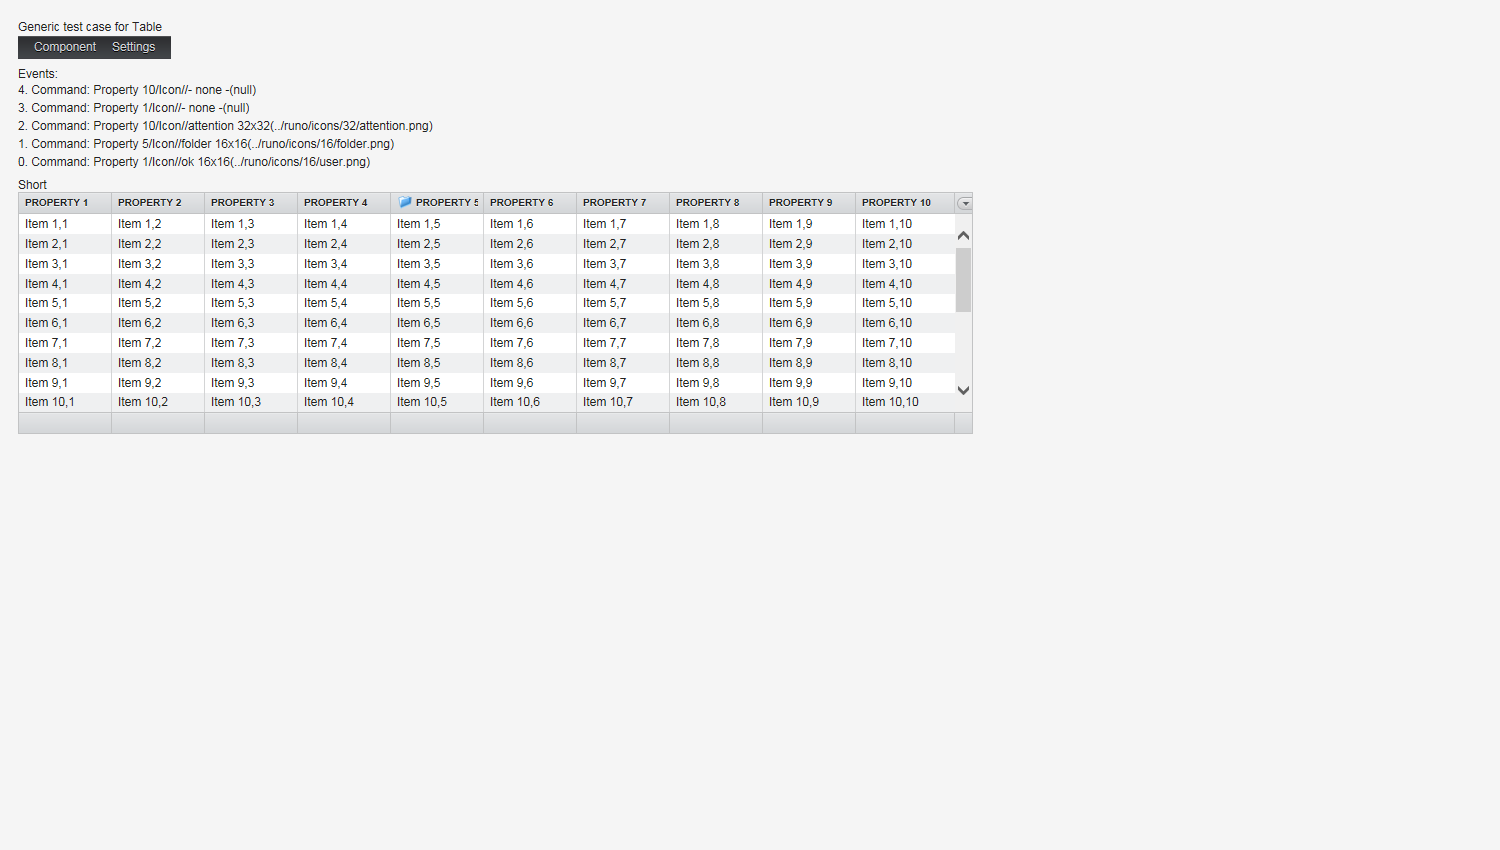 Generic test case for Table
Component Settings
Events:
4. Command: Property 10/Icon//- none -(null)
3. Command: Property 1/Icon//- none -(null)
2. Command: Property 10/Icon//attention 32x32(../runo/icons/32/attention.png)
1. Command: Property 5/Icon//folder 16x16(../runo/icons/16/folder.png)
0. Command: Property 1/Icon//ok 16x16(../runo/icons/16/user.png)
Short
PROPERTY 1 PROPERTY 2 PROPERTY 3 PROPERTY 4 PROPERTY 5 PROPERTY 6 PROPERTY 7 PROPERTY 8 PROPERTY 9 PROPERTY 10
Item 1,1 Item 1,2 Item 1,3 Item 1,4 Item 1,5 Item 1,6 Item 1,7 Item 1,8 Item 1,9 Item 1,10
Item 2,1 Item 2,2 Item 2,3 Item 2,4 Item 2,5 Item 2,6 Item 2,7 Item 2,8 Item 2,9 Item 2,10
Item 3,1 Item 3,2 Item 3,3 Item 3,4 Item 3,5 Item 3,6 Item 3,7 Item 3,8 Item 3,9 Item 3,10
Item 4,1 Item 4,2 Item 4,3 Item 4,4 Item 4,5 Item 4,6 Item 4,7 Item 4,8 Item 4,9 Item 4,10
Item 5,1 Item 5,2 Item 5,3 Item 5,4 Item 5,5 Item 5,6 Item 5,7 Item 5,8 Item 5,9 Item 5,10
Item 6,1 Item 6,2 Item 6,3 Item 6,4 Item 6,5 Item 6,6 Item 6,7 Item 6,8 Item 6,9 Item 6,10
Item 7,1 Item 7,2 Item 7,3 Item 7,4 Item 7,5 Item 7,6 Item 7,7 Item 7,8 Item 7,9 Item 7,10
Item 8,1 Item 8,2 Item 8,3 Item 8,4 Item 8,5 Item 8,6 Item 8,7 Item 8,8 Item 8,9 Item 8,10
Item 9,1 Item 9,2 Item 9,3 Item 9,4 Item 9,5 Item 9,6 Item 9,7 Item 9,8 Item 9,9 Item 9,10
Item 10,1 Item 10,2 Item 10,3 Item 10,4 Item 10,5 Item 10,6 Item 10,7 Item 10,8 Item 10,9 Item 10,10